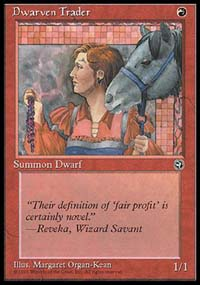 Dwarven Trader
Summon Dwarf
"Their definition of 'fair profit' is
certainly novel."
—Reveka, Wizard Savant
Illus. Margaret Organ-Kean
1/1